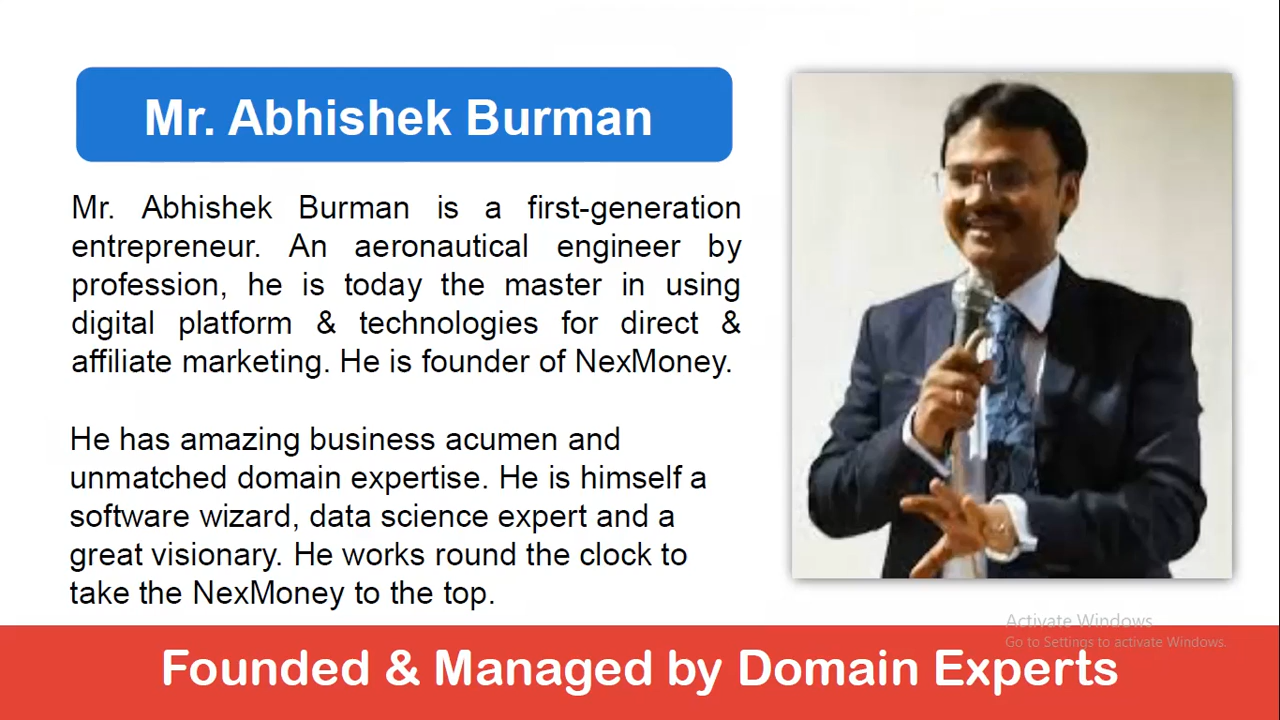 Mr. Abhishek Burman
Mr. Abhishek Burman is a first-generation
entrepreneur. An aeronautical engineer by
profession, he is today the master in using
digital platform & technologies for direct &
affiliate marketing. He is founder of NexMoney.
He has amazing business acumen and
unmatched domain expertise. He is himself a
software wizard, data science expert and a
great visionary. He works round the clock to
take the NexMoney to the top.
Activate Windows
Go to Settings to activate Windows.
Founded & Managed by Domain Experts